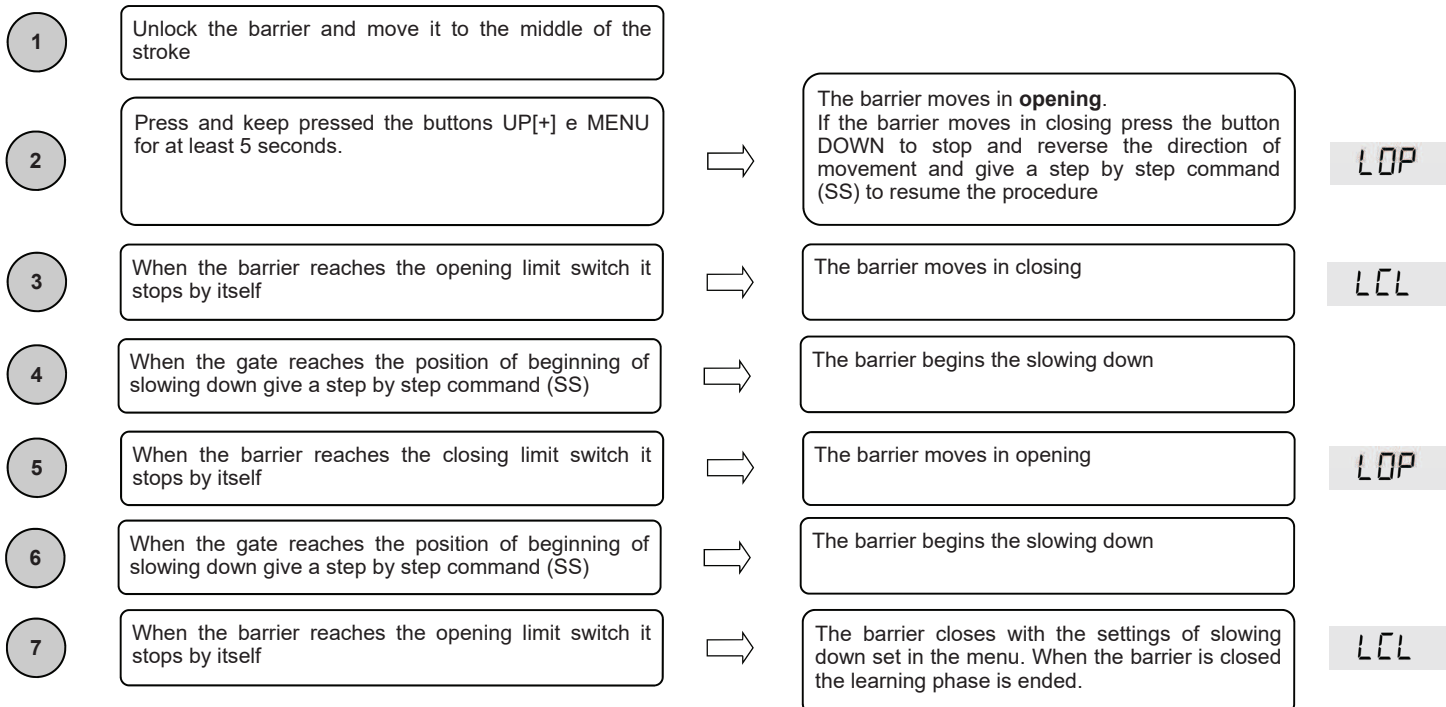 1
Unlock the barrier and move it to the middle of the
stroke
2
Press and keep pressed the buttons UP[+] e MENU
for at least 5 seconds.
The barrier moves in opening.
If the barrier moves in closing press the button
DOWN to stop and reverse the direction of
movement and give a step by step command
(SS) to resume the procedure
LOP
3
When the barrier reaches the opening limit switch it
stops by itself
The barrier moves in closing
LCL
4
When the gate reaches the position of beginning of
slowing down give a step by step command (SS)
The barrier begins the slowing down
5
When the barrier reaches the closing limit switch it
stops by itself
The barrier moves in opening
LOP
6
When the gate reaches the position of beginning of
slowing down give a step by step command (SS)
The barrier begins the slowing down
7
When the barrier reaches the opening limit switch it
stops by itself
The barrier closes with the settings of slowing
down set in the menu. When the barrier is closed
the learning phase is ended.
LCL